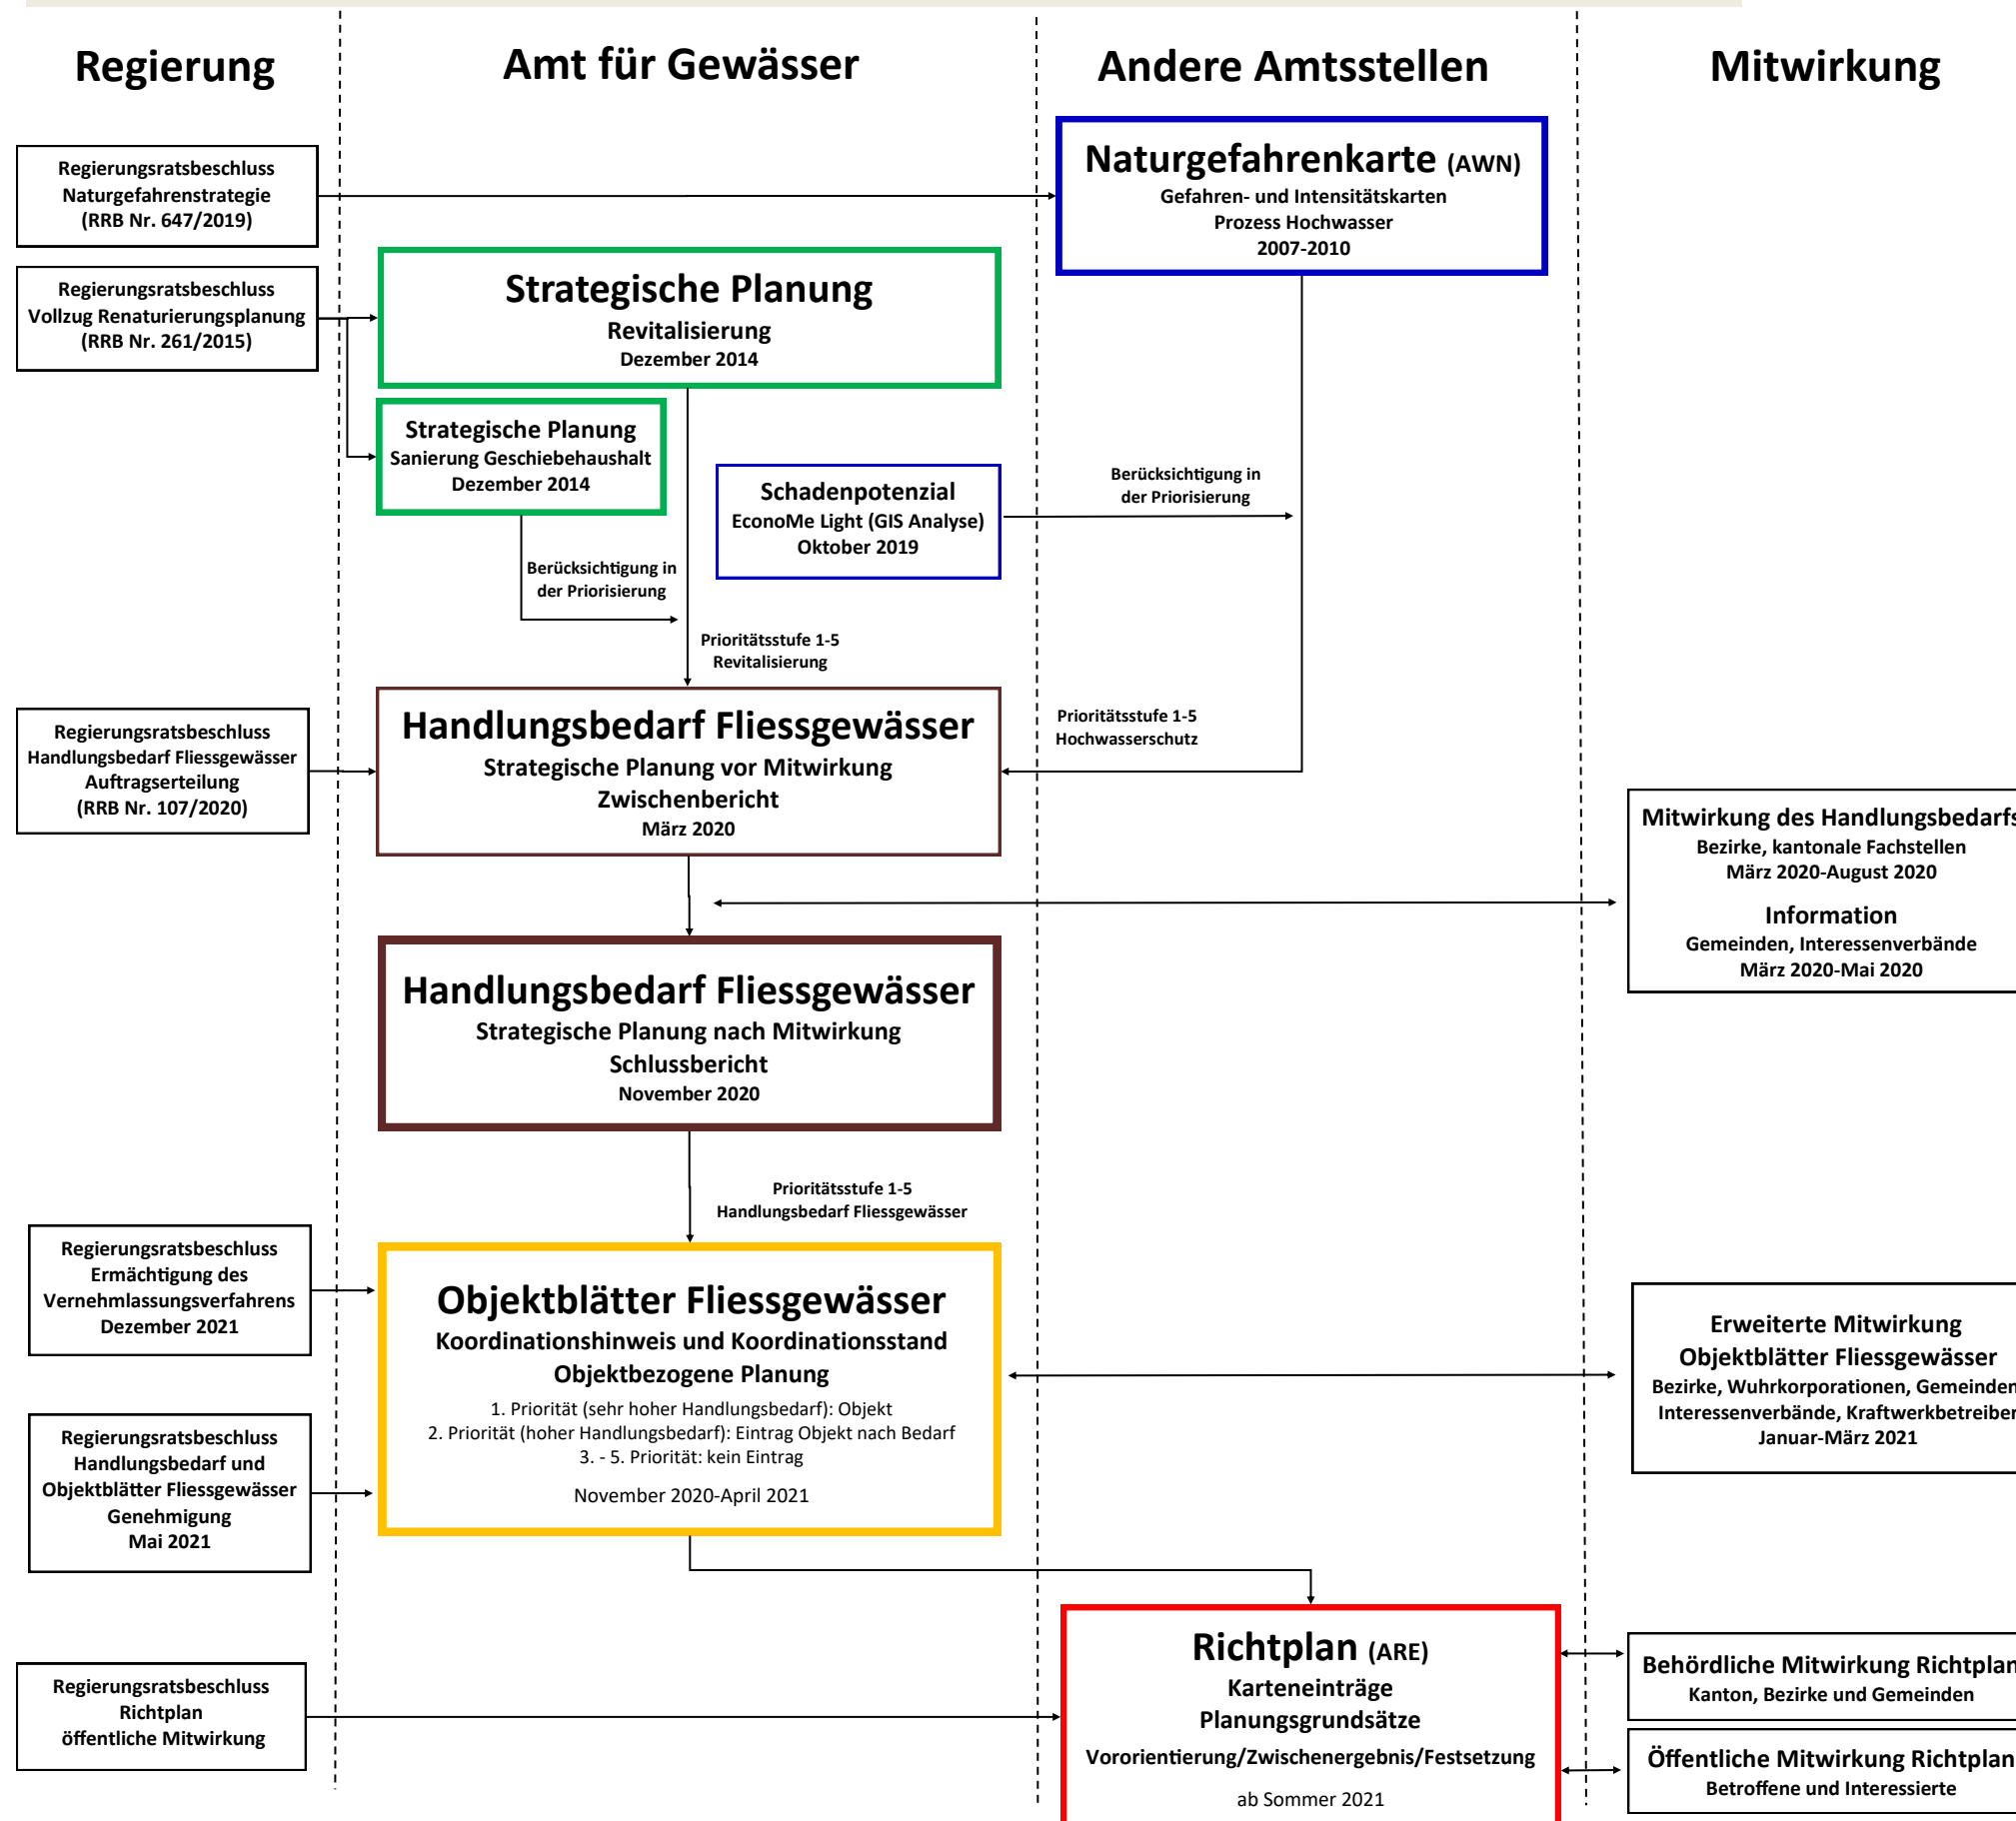 Regierung
Amt für Gewässer
Andere Amtsstellen
Mitwirkung
Regierungsratsbeschluss
Naturgefahrenstrategie
(RRB Nr. 647/2019)
Naturgefahrenkarte (AWN)
Gefahren- und Intensitätskarten
Prozess Hochwasser
2007-2010
Regierungsratsbeschluss
Vollzug Renaturierungsplanung
(RRB Nr. 261/2015)
Strategische Planung
Revitalisierung
Dezember 2014
Strategische Planung
Sanierung Geschiebehaushalt
Dezember 2014
Schadenpotenzial
EconoMe Light (GIS Analyse)
Oktober 2019
Berücksichtigung in
der Priorisierung
Berücksichtigung in
der Priorisierung
Prioritätsstufe 1-5
Revitalisierung
Regierungsratsbeschluss
Handlungsbedarf Fliessgewässer
Auftragserteilung
(RRB Nr. 107/2020)
Handlungsbedarf Fliessgewässer
Strategische Planung vor Mitwirkung
Zwischenbericht
März 2020
Prioritätsstufe 1-5
Hochwasserschutz
Mitwirkung des Handlungsbedarfs
Bezirke, kantonale Fachstellen
März 2020-August 2020
Information
Gemeinden, Interessenverbände
März 2020-Mai 2020
Handlungsbedarf Fliessgewässer
Strategische Planung nach Mitwirkung
Schlussbericht
November 2020
Prioritätsstufe 1-5
Handlungsbedarf Fliessgewässer
Regierungsratsbeschluss
Ermächtigung des
Vernehmlassungsverfahrens
Dezember 2021
Regierungsratsbeschluss
Handlungsbedarf und
Objektblätter Fliessgewässer
Genehmigung
Mai 2021
Objektblätter Fliessgewässer
Koordinationshinweis und Koordinationsstand
Objektbezogene Planung
1. Priorität (sehr hoher Handlungsbedarf): Objekt
2. Priorität (hoher Handlungsbedarf): Eintrag Objekt nach Bedarf
3. - 5. Priorität: kein Eintrag
November 2020-April 2021
Erweiterte Mitwirkung
Objektblätter Fliessgewässer
Bezirke, Wuhrkorporationen, Gemeinden
Interessenverbände, Kraftwerkbetreiber
Januar-März 2021
Regierungsratsbeschluss
Richtplan
öffentliche Mitwirkung
Richtplan (ARE)
Karteneinträge
Planungsgrundsätze
Vororientierung/Zwischenergebnis/Festsetzung
ab Sommer 2021
Behördliche Mitwirkung Richtplan
Kanton, Bezirke und Gemeinden
Öffentliche Mitwirkung Richtplan
Betroffene und Interessierte